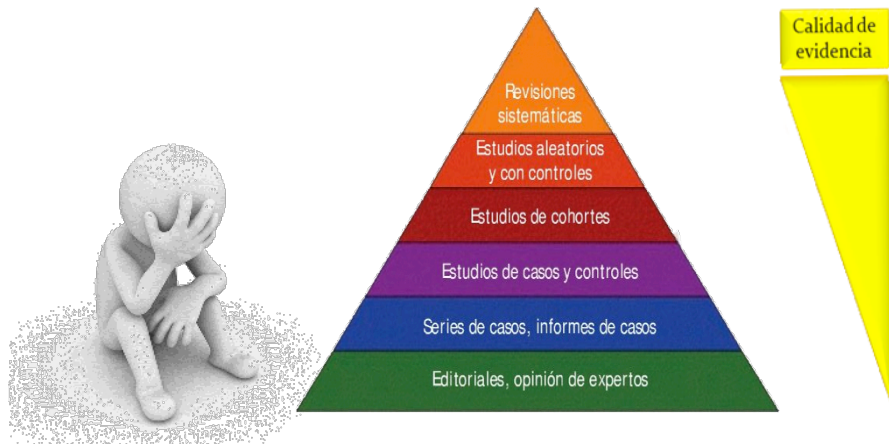 Calidad de
evidencia
Revisiones
sistemáticas
Estudios aleatorios
y con controles
Estudios de cohortes
Estudios de casos y controles
Series de casos, informes de casos
Editoriales, opinión de expertos